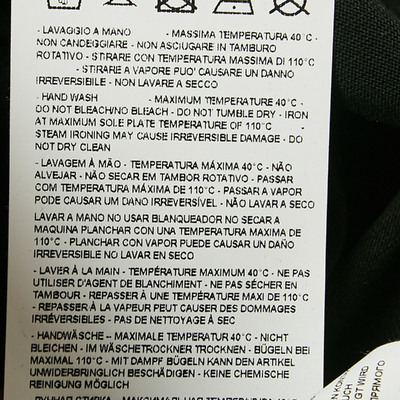 - LAVAGGIO A MANO - MASSIMA TEMPERATURA 40°C -
NON CANDEGGIARE - NON ASCIUGARE IN TAMBURO
ROTATIVO - STIRARE CON TEMPERATURA MASSIMA DI 110°C
- STIRARE A VAPORE PUO' CAUSARE UN DANNO
IRREVERSIBILE - NON LAVARE A SECCO
- HAND WASH - MAXIMUM TEMPERATURE 40°C -
DO NOT BLEACH/NO BLEACH - DO NOT TUMBLE DRY - IRON
AT MAXIMUM SOLE PLATE TEMPERATURE OF 110°C -
STEAM IRONING MAY CAUSE IRREVERSIBLE DAMAGE - DO
NOT DRY CLEAN
- LAVAGEM À MÃO - TEMPERATURA MÁXIMA 40°C - NÃO
ALVEJAR - NÃO SECAR EM TAMBOR ROTATIVO - PASSAR
COM TEMPERATURA MÁXIMA DE 110°C - PASSAR A VAPOR
PODE CAUSAR UM DANO IRREVERSÍVEL - NÃO LAVAR A SECO
LAVAR A MANO NO USAR BLANQUEADOR NO SECAR A
MAQUINA PLANCHAR CON UNA TEMPERATURA MAXIMA DE
110°C - PLANCHAR CON VAPOR PUEDE CAUSAR UN DAÑO
IRREVERSIBLE NO LAVAR EN SECO
- LAVIER À LA MAIN - TEMPÉRATURE MAXIMUM 40°C - NE PAS
UTILISER D'AGENT DE BLANCHIMENT - NE PAS SÉCHER EN
TAMBOUR - REPASSER À UNE TEMPÉRATURE MAXI DE 110°C
- REPASSER À LA VAPEUR PEUT CAUSER DES DOMMAGES
IRRÉVERSIBLES - PAS DE NETTOYAGE À SEC
- HANDWÄSCHE - MAXIMALE TEMPERATUR 40°C - NICHT
BLEICHEN - IM WÄSCHETROCKNER TROCKNEN - BÜGELN BEI
MAXIMAL 110°C - MIT DAMPF BÜGELN KANN DEN ARTIKEL
UNWIDERBRINGLICH BESCHÄDIGEN - KEINE CHEMISCHE
REINIGUNG MÖGLICH